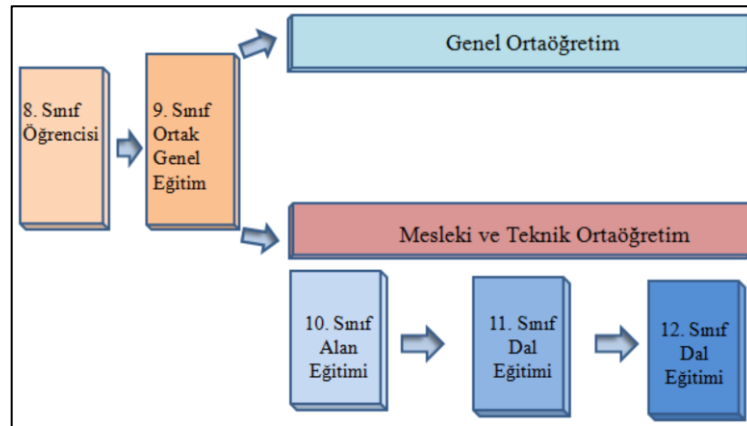 Genel Ortaöğretim
8. Sınıf
Öğrencisi
9. Sınıf
Ortak
Genel
Eğitim
Mesleki ve Teknik Ortaöğretim
10. Sınıf
Alan
Eğitimi
11. Sınıf
Dal
Eğitimi
12. Sınıf
Dal
Eğitimi